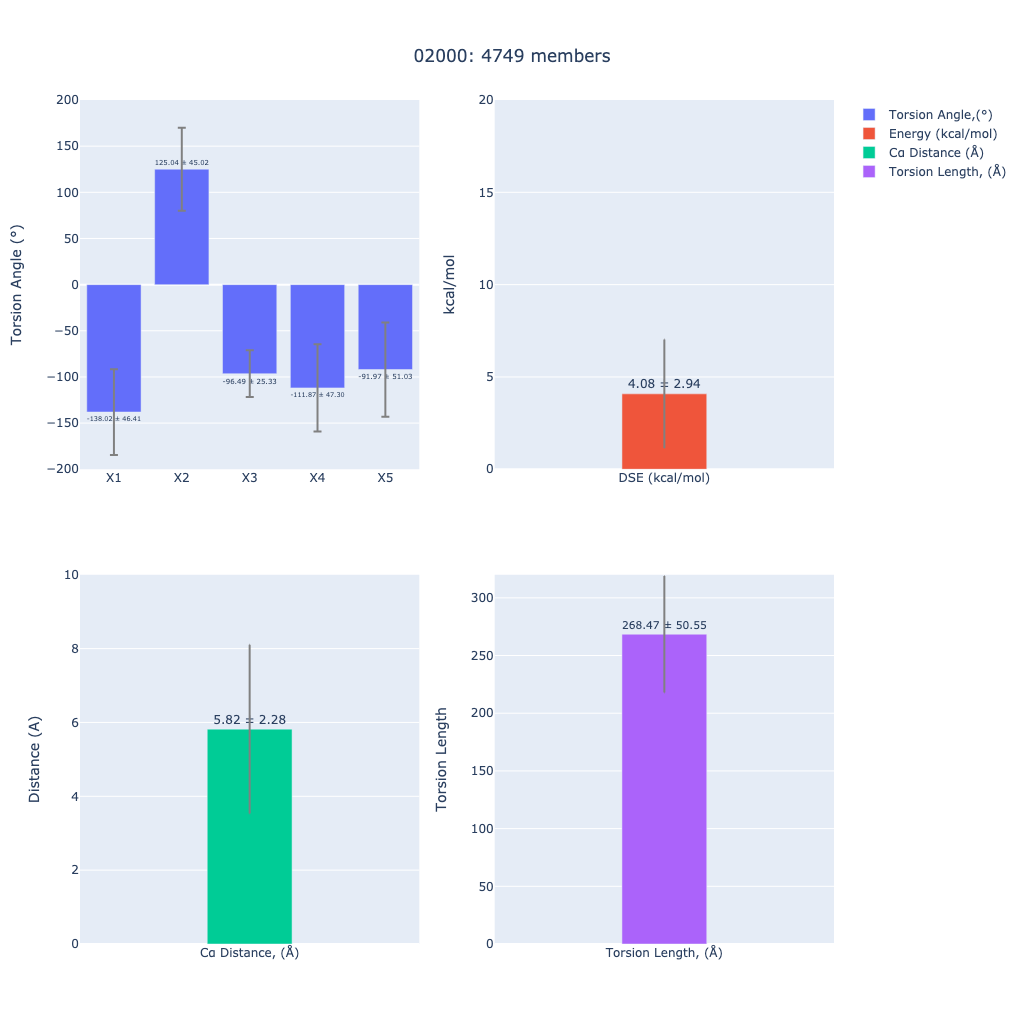 02000: 4749 members
Torsion Angle (°)
200
150
100
50
0
−50
−100
−150
−200
-138.02 ± 46.41
125.04 ± 45.02
-96.49 ± 25.33
-111.87 ± 47.30
-91.97 ± 51.03
X1 X2 X3 X4 X5
kcal/mol
20
15
10
5
0
4.08 ± 2.94
DSE (kcal/mol)
Torsion Angle,(°)
Energy (kcal/mol)
Cα Distance (Å)
Torsion Length, (Å)
Distance (A)
10
8
6
4
2
0
5.82 ± 2.28
Cα Distance, (Å)
Torsion Length
300
250
200
150
100
50
0
268.47 ± 50.55
Torsion Length, (Å)